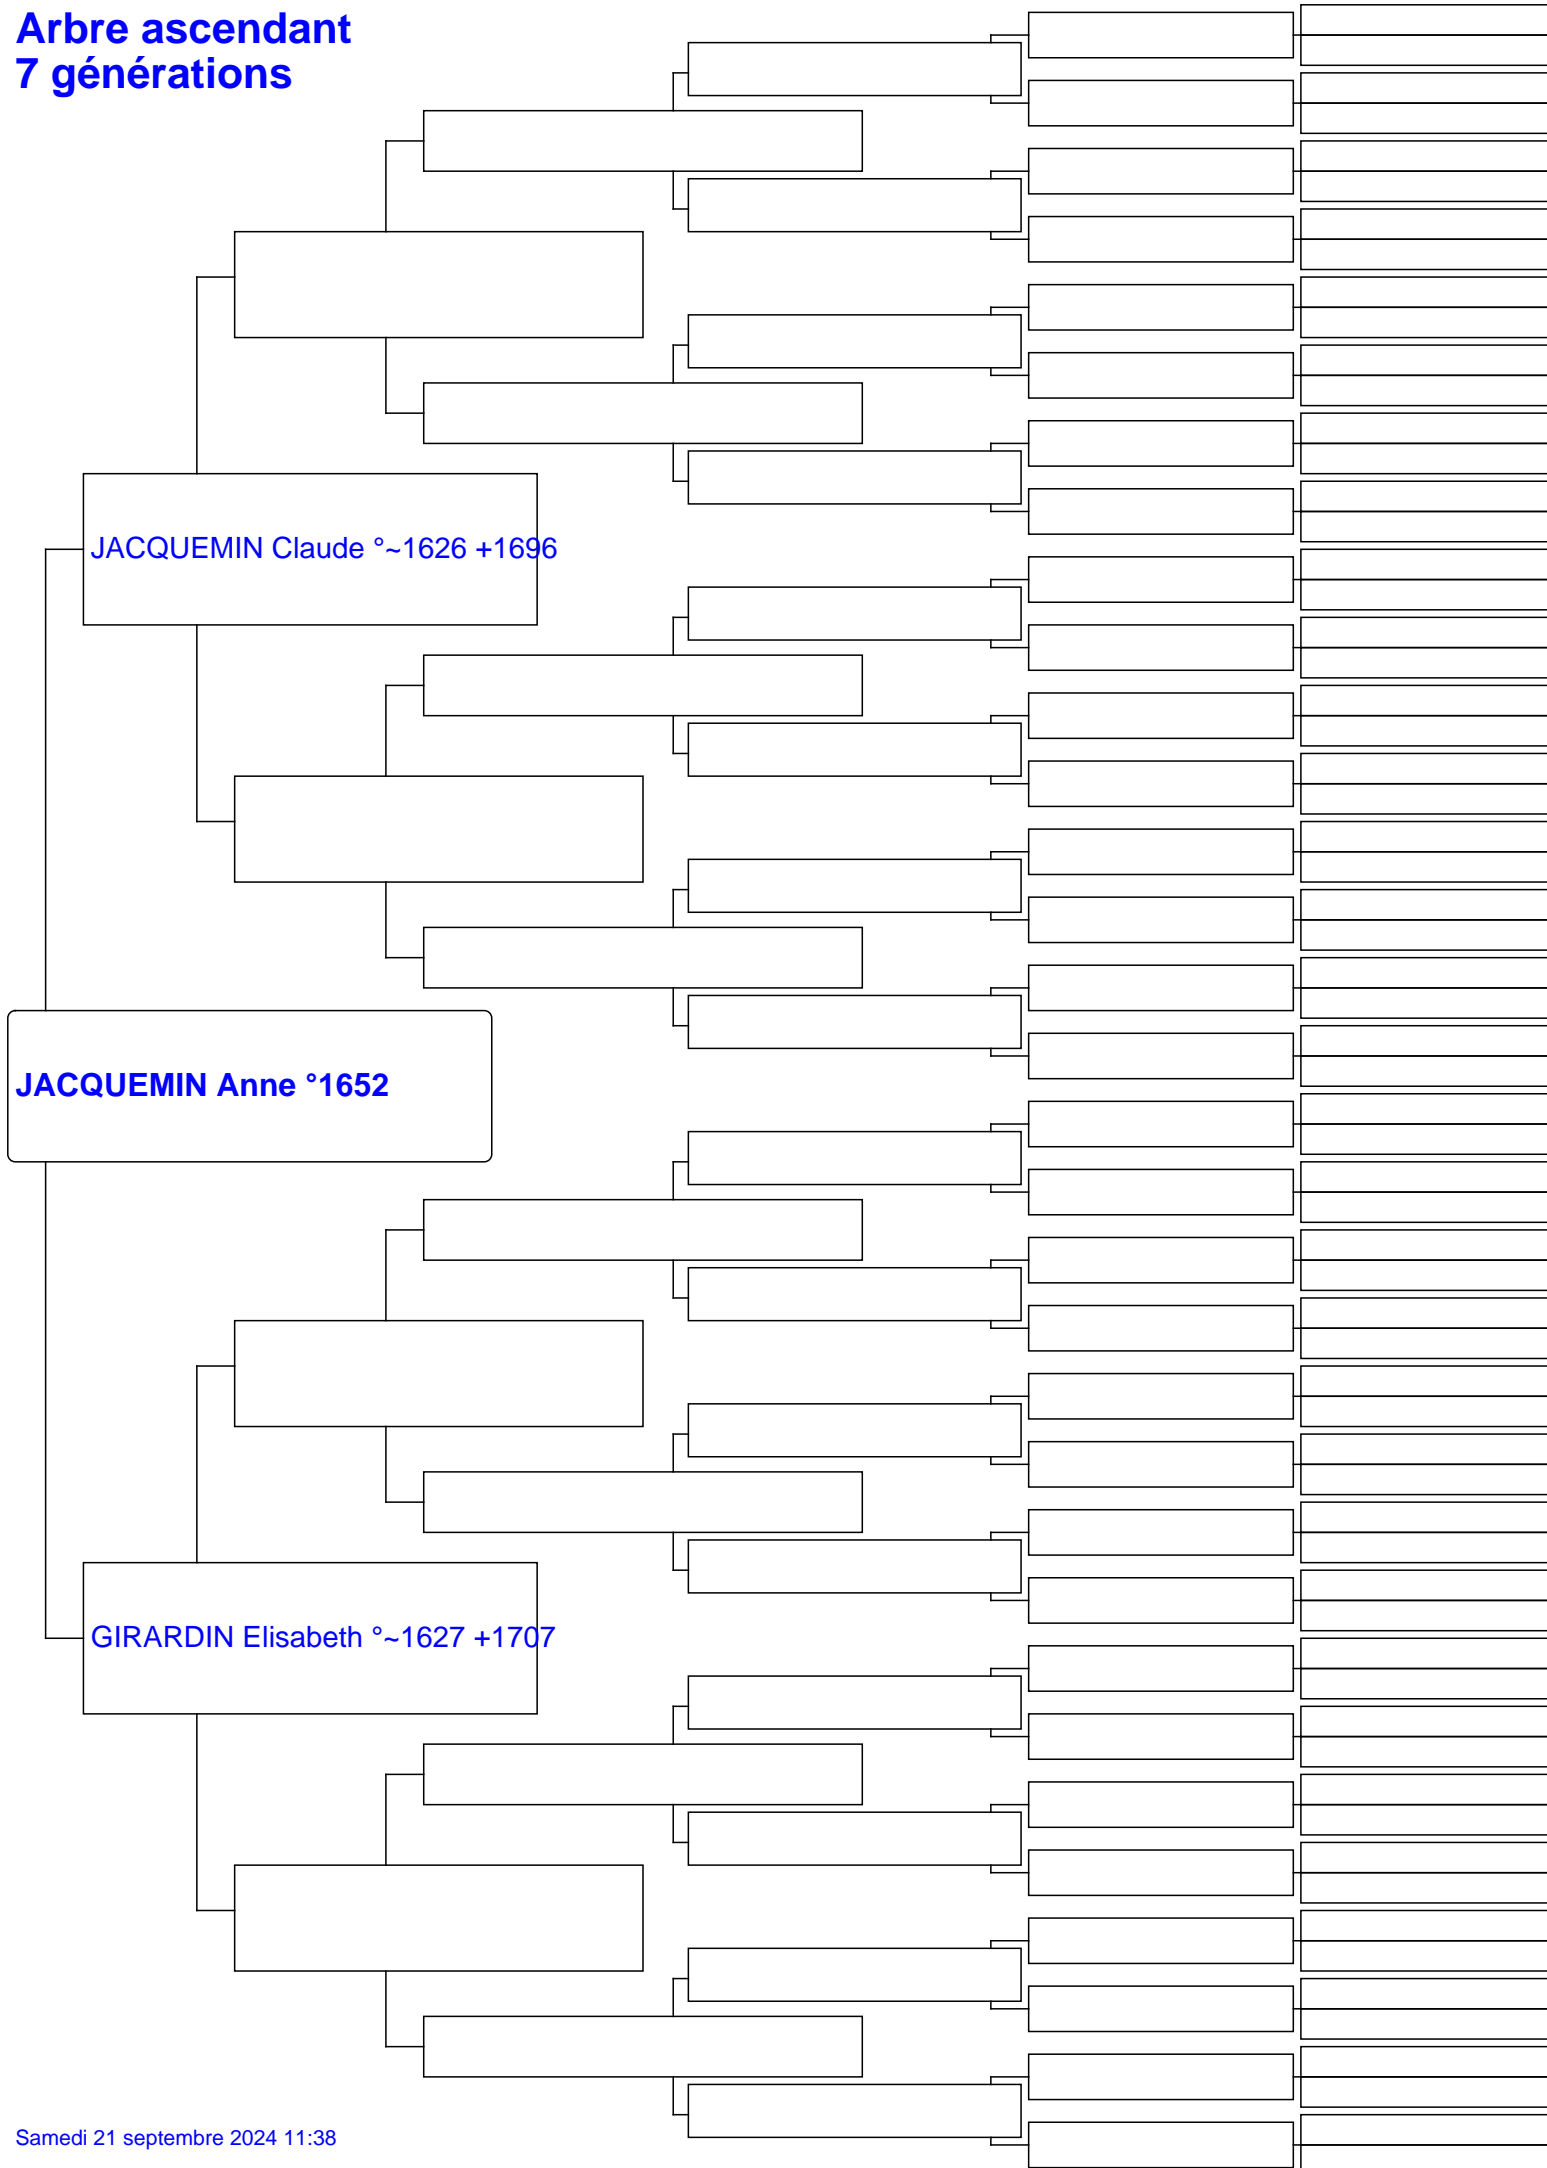 Arbre ascendant
7 générations
JACQUEMIN Claude °~1626 +1696
JACQUEMIN Anne °1652
GIRARDIN Elisabeth °~1627 +1707
Samedi 21 septembre 2024 11:38